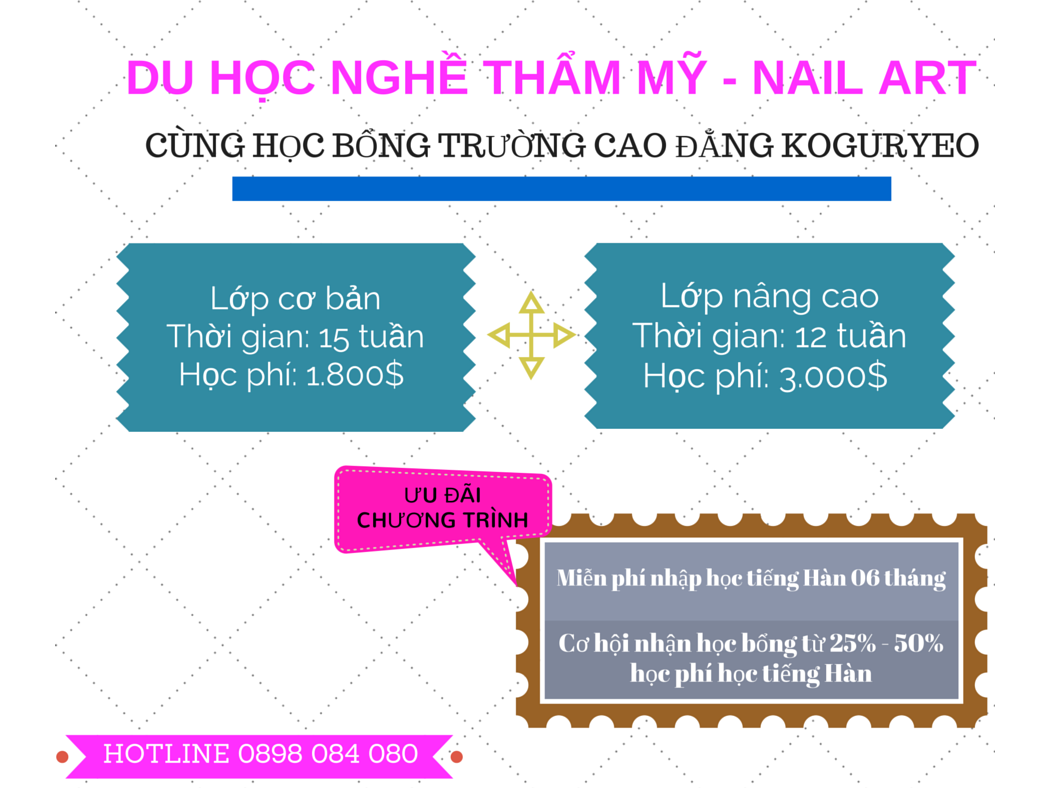 DU HỌC NGHỀ THẨM MỸ - NAIL ART
CÙNG HỌC BỔNG TRƯỜNG CAO ĐẲNG KOGURYEO
Lớp cơ bản
Thời gian: 15 tuần
Học phí: 1.800$
Lớp nâng cao
Thời gian: 12 tuần
Học phí: 3.000$
ƯU ĐÃI
CHƯƠNG TRÌNH
Miễn phí nhập học tiếng Hàn 06 tháng
Cơ hội nhận học bổng từ 25% - 50%
học phí học tiếng Hàn
HOTLINE 0898 084 080